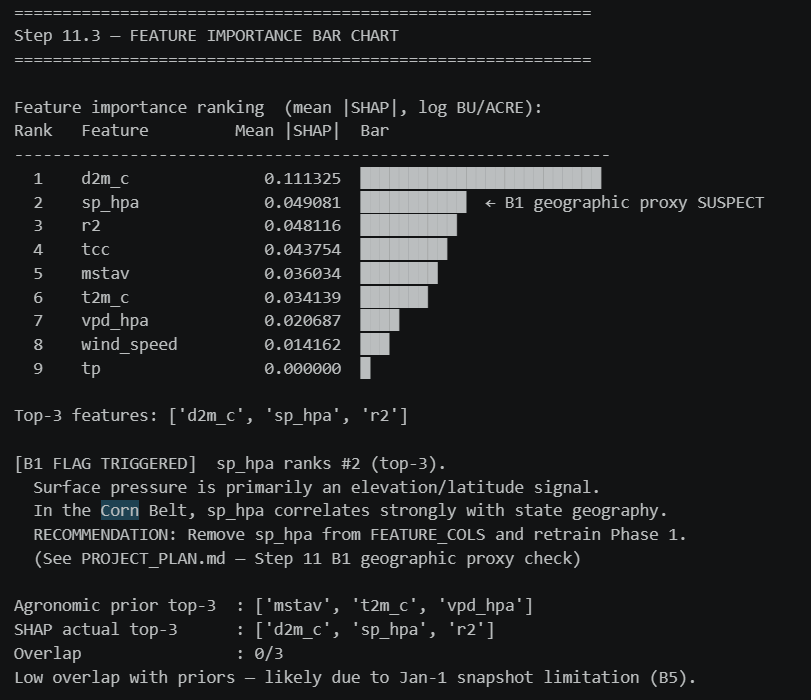 ============================================================
Step 11.3 — FEATURE IMPORTANCE BAR CHART
============================================================
Feature importance ranking  (mean |SHAP|, log BU/ACRE):
Rank   Feature         Mean |SHAP|  Bar
--------------------------------------------------------------
1    d2m_c              0.111325
2    sp_hpa             0.049081  ← B1 geographic proxy SUSPECT
3    r2                 0.048116
4    tcc                0.043754
5    mstav              0.036034
6    t2m_c              0.034139
7    vpd_hpa            0.020687
8    wind_speed         0.014162
9    tp                 0.000000
Top-3 features: ['d2m_c', 'sp_hpa', 'r2']
[B1 FLAG TRIGGERED]  sp_hpa ranks #2 (top-3).
Surface pressure is primarily an elevation/latitude signal.
In the Corn Belt, sp_hpa correlates strongly with state geography.
RECOMMENDATION: Remove sp_hpa from FEATURE_COLS and retrain Phase 1.
(See PROJECT_PLAN.md — Step 11 B1 geographic proxy check)
Agronomic prior top-3  : ['mstav', 't2m_c', 'vpd_hpa']
SHAP actual top-3      : ['d2m_c', 'sp_hpa', 'r2']
Overlap                : 0/3
Low overlap with priors — likely due to Jan-1 snapshot limitation (B5).